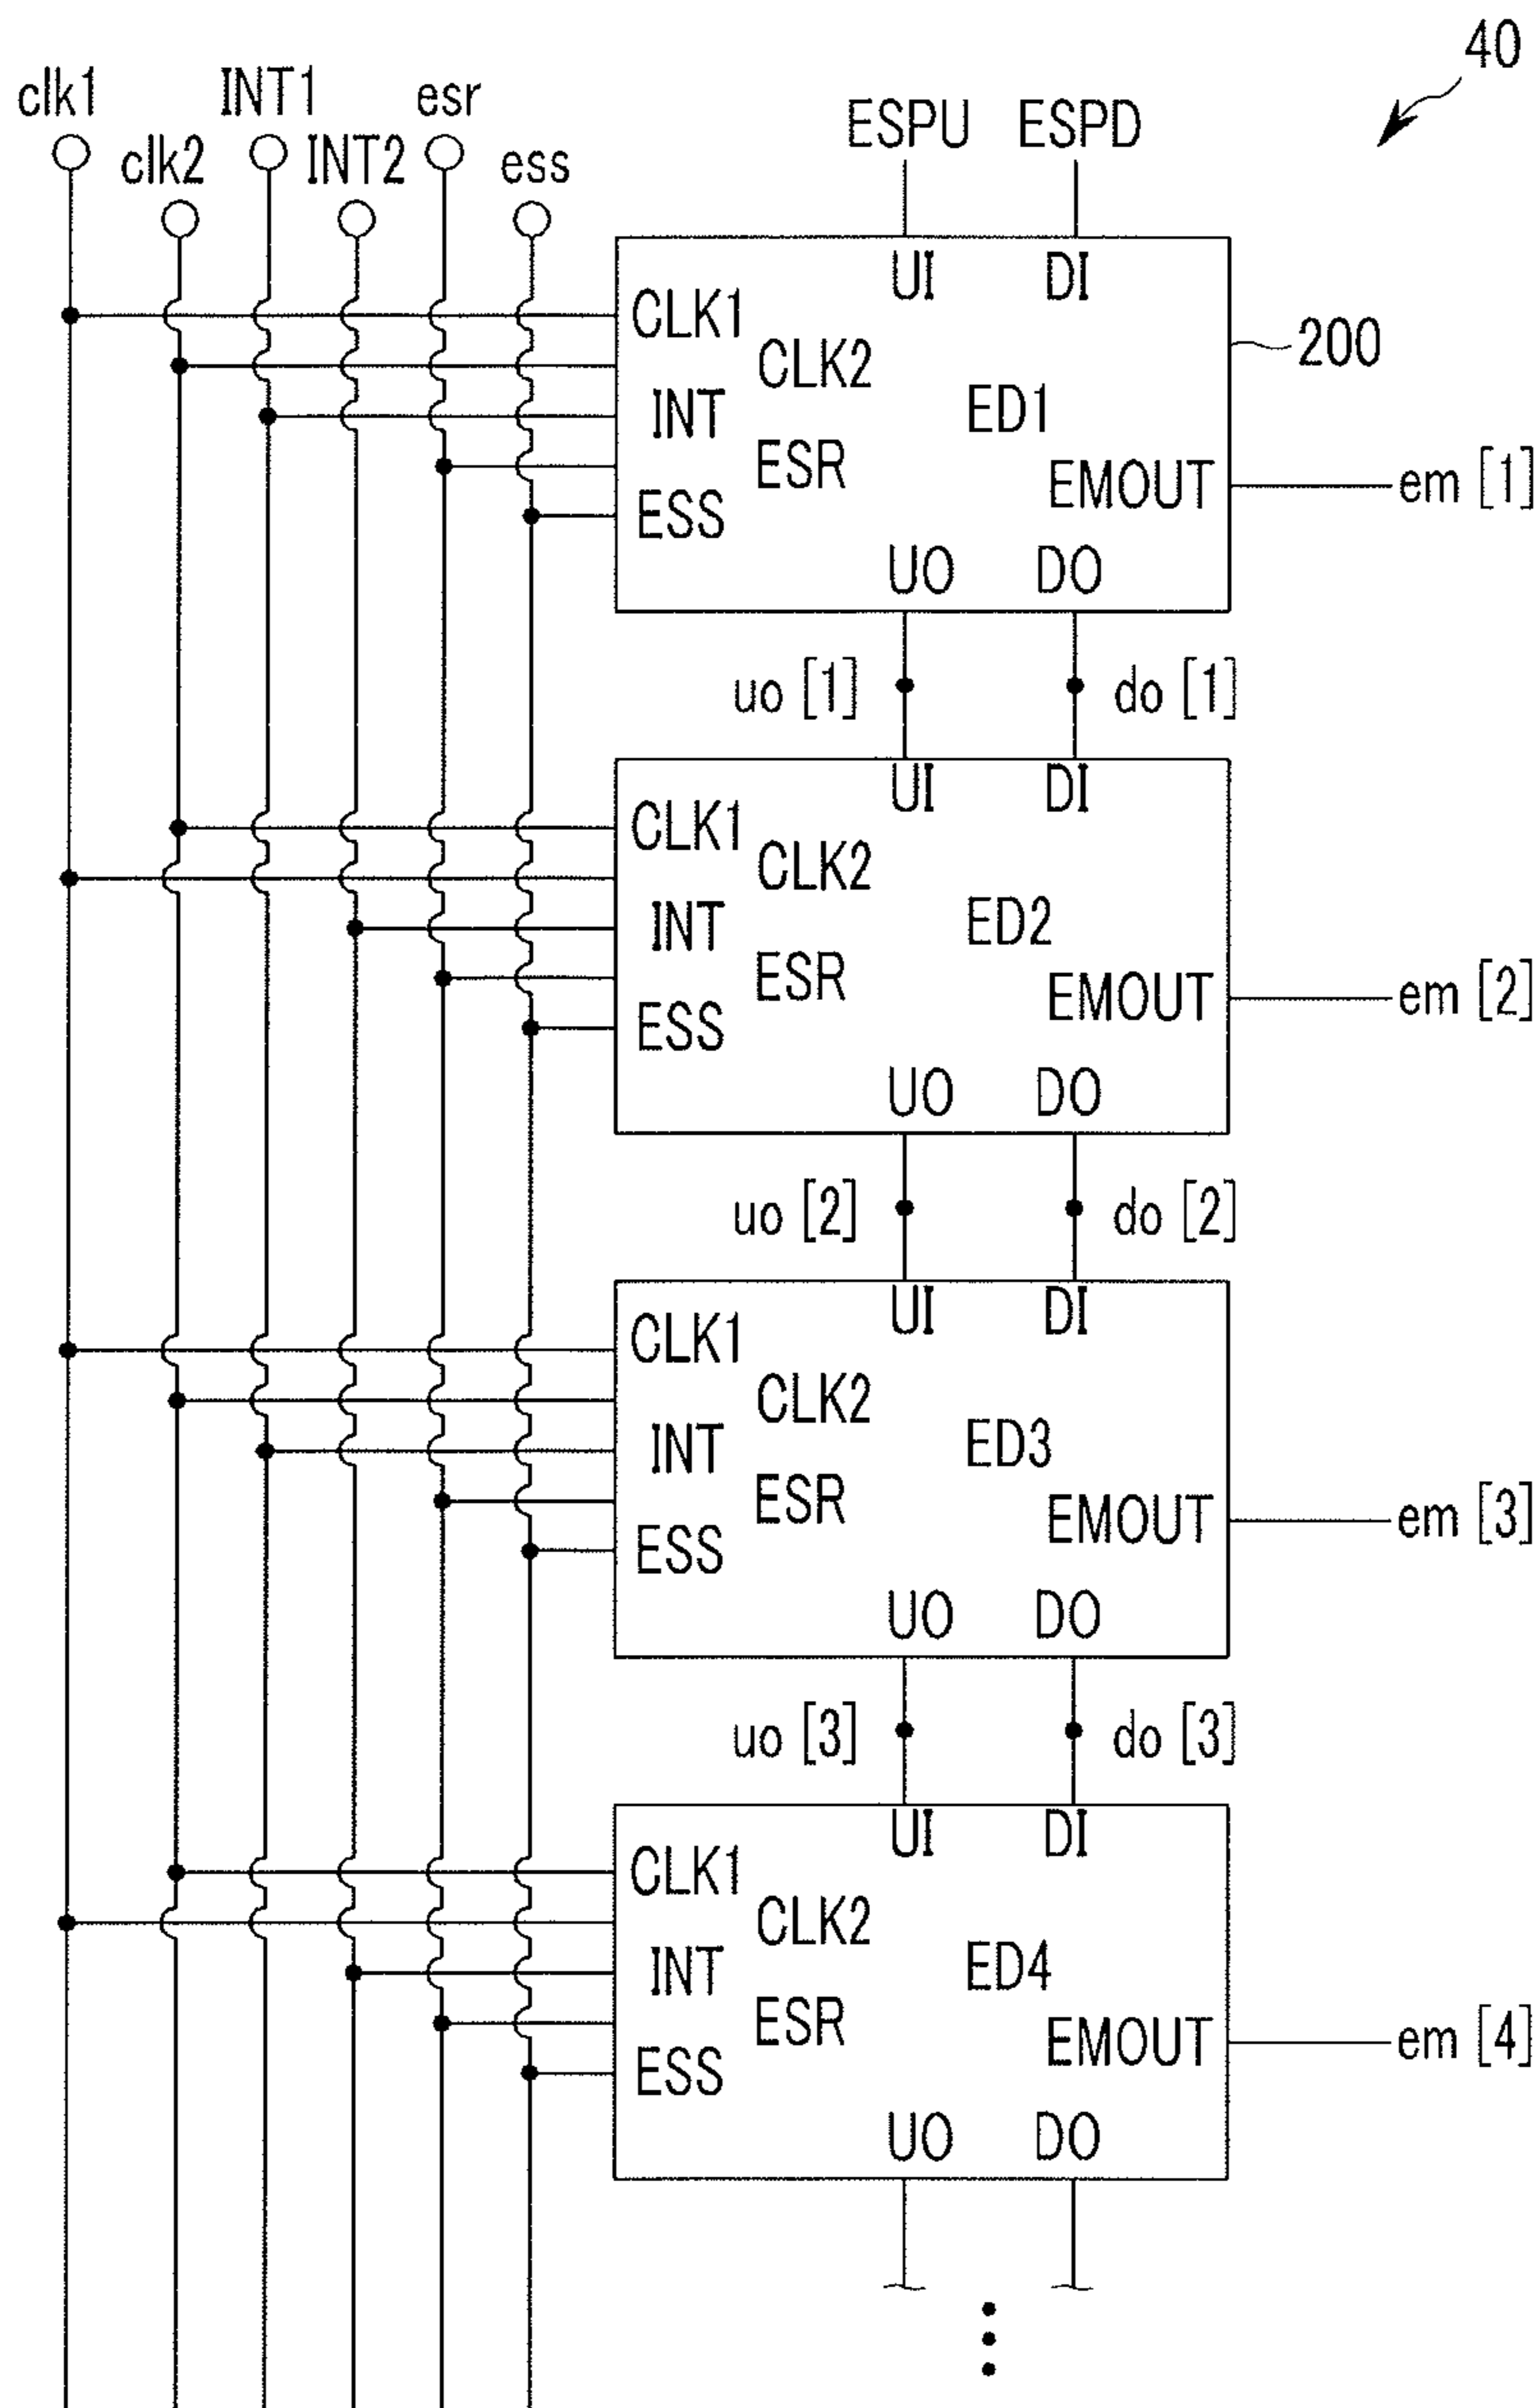 40
clk1
INT1
esr
clk2
INT2
ess
ESPU
ESPD
UI
DI
CLK1
200
CLK2
INT
ED1
ESR
EMOUT
em [1]
ESS
UO
DO
uo [1]
do [1]
UI
DI
CLK1
CLK2
INT
ED2
ESR
EMOUT
em [2]
ESS
UO
DO
uo [2]
do [2]
UI
DI
CLK1
CLK2
INT
ED3
ESR
EMOUT
em [3]
ESS
UO
DO
uo [3]
do [3]
UI
DI
CLK1
CLK2
INT
ED4
ESR
EMOUT
em [4]
ESS
UO
DO